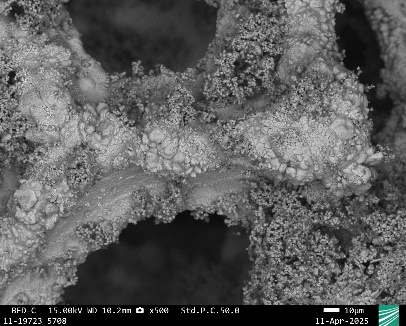 BED C 15.00kV WD 10.2mm x500 Std.P.C.50.0 10μm
11-19723 5708 11-Apr-2025